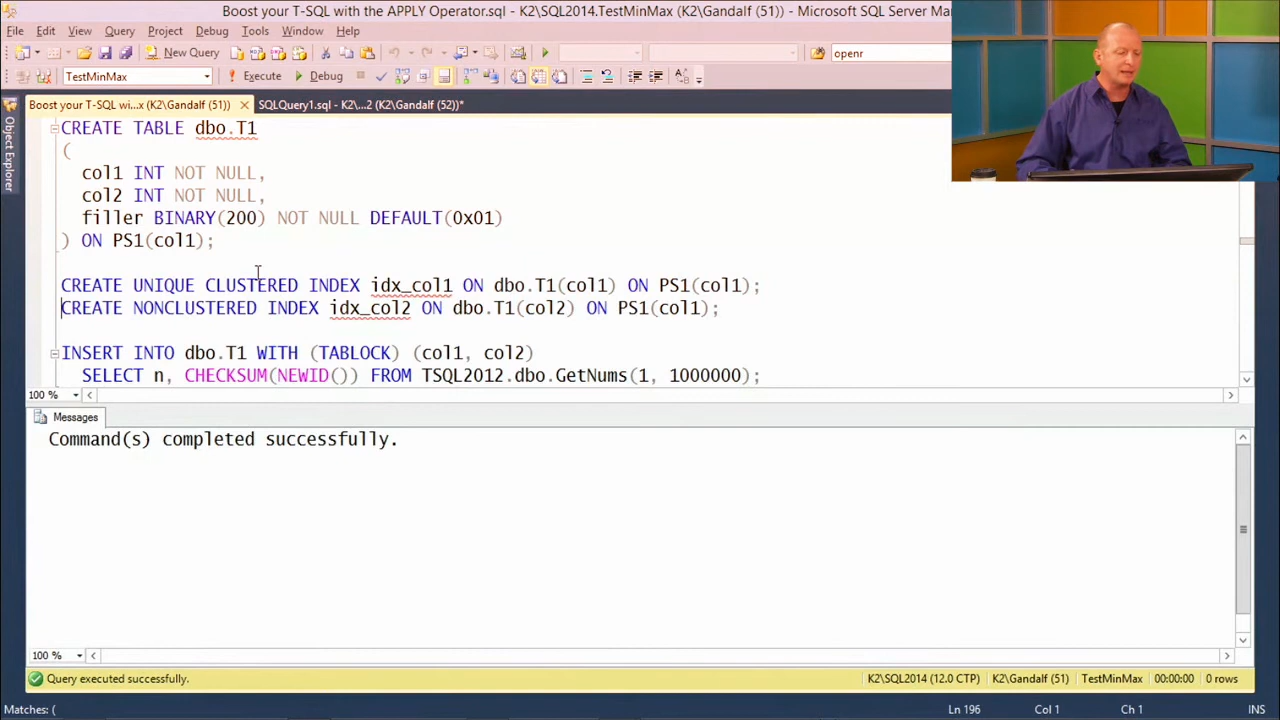 Boost your T-SQL with the APPLY Operator.sql - K2\SQL2014.TestMinMax (K2\Gandalf (51)) - Microsoft SQL Server Ma
File Edit View Query Project Debug Tools Window Help
New Query openr
TestMinMax Execute Debug
Boost your T-SQL wi...x (K2\Gandalf (51)) SQLQuery1.sql - K2\...2 (K2\Gandalf (52))*
Object Explorer
CREATE TABLE dbo.T1
(
col1 INT NOT NULL,
col2 INT NOT NULL,
filler BINARY(200) NOT NULL DEFAULT(0x01)
) ON PS1(col1);
CREATE UNIQUE CLUSTERED INDEX idx_col1 ON dbo.T1(col1) ON PS1(col1);
CREATE NONCLUSTERED INDEX idx_col2 ON dbo.T1(col2) ON PS1(col1);
INSERT INTO dbo.T1 WITH (TABLOCK) (col1, col2)
SELECT n, CHECKSUM(NEWID()) FROM TSQL2012.dbo.GetNums(1, 1000000);
100 %
Messages
Command(s) completed successfully.
100 %
Query executed successfully. K2\SQL2014 (12.0 CTP) K2\Gandalf (51) TestMinMax 00:00:00 0 rows
Matches: ( Ln 196 Col 1 Ch 1 INS